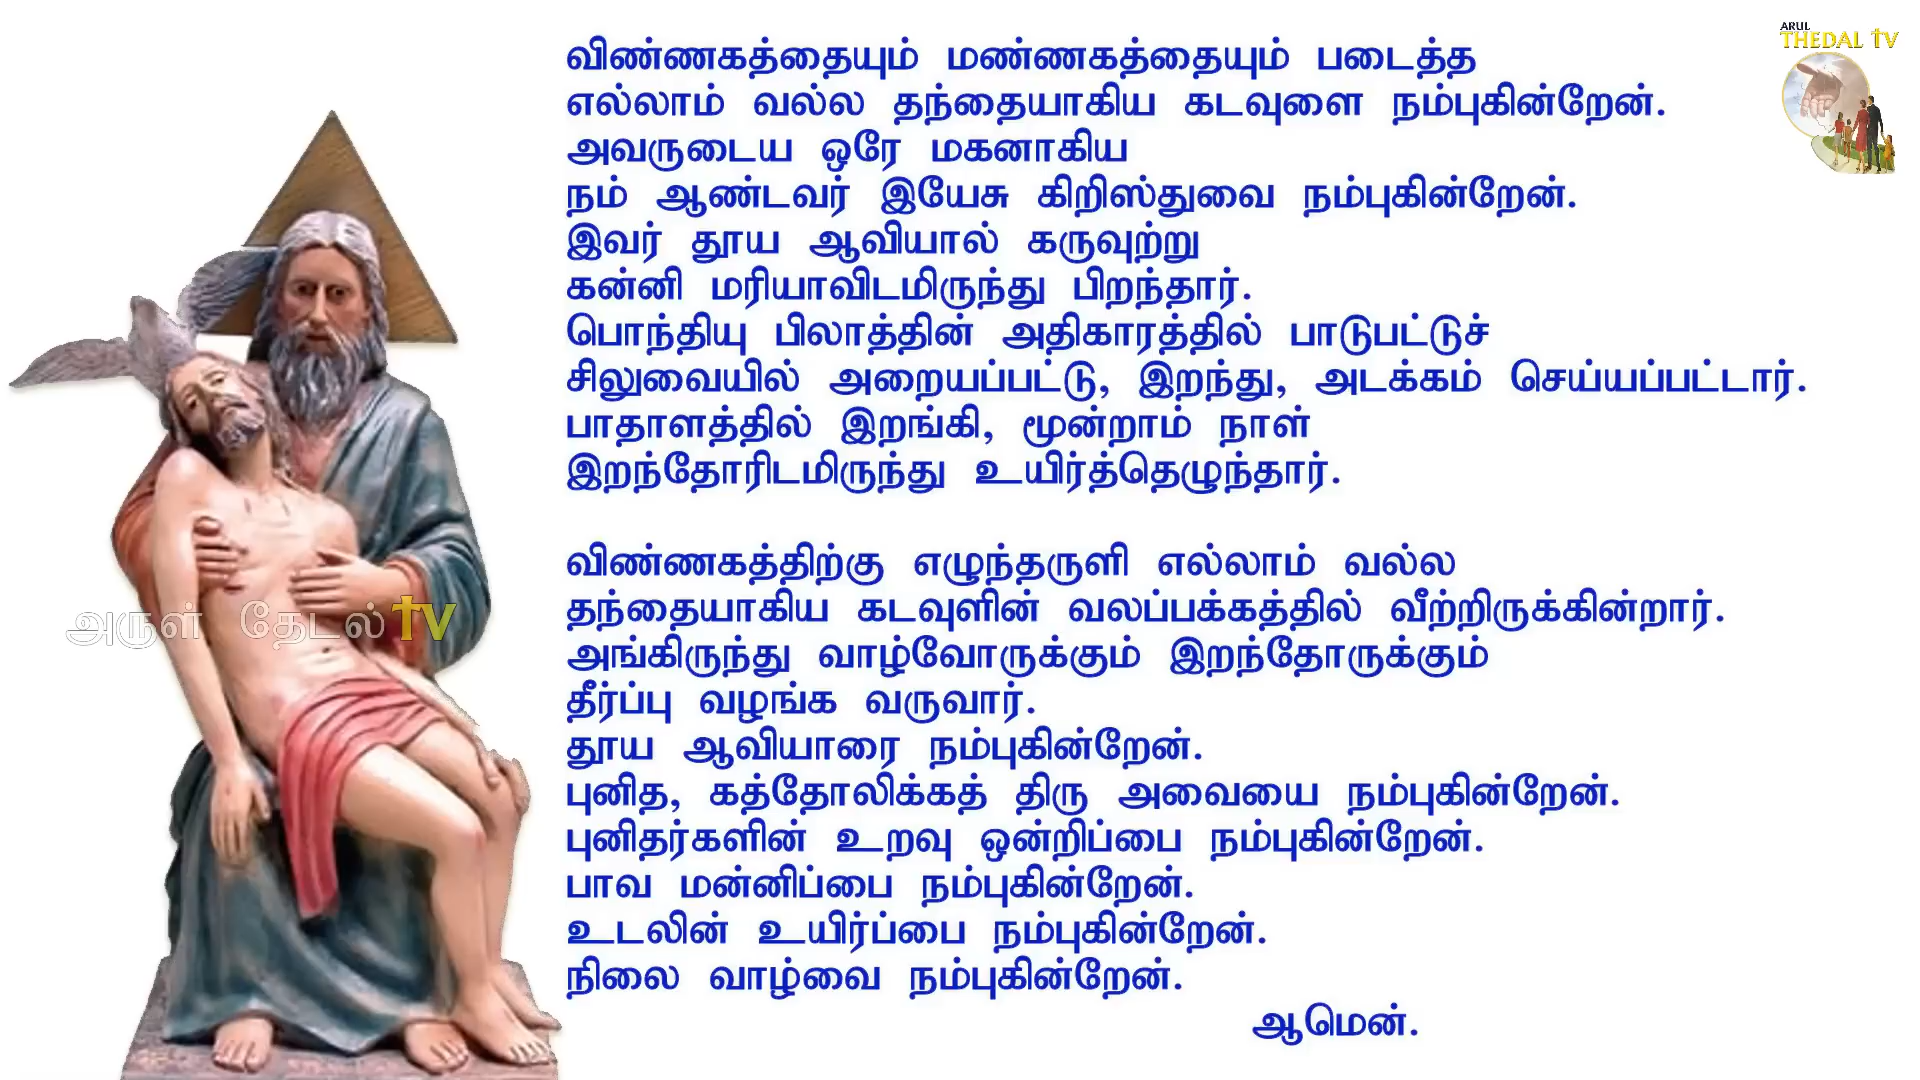 ARUL
THEDAL TV
விண்ணகத்தையும் மண்ணகத்தையும் படைத்த
எல்லாம் வல்ல தந்தையாகிய கடவுளை நம்புகின்றேன்.
அவருடைய ஒரே மகனாகிய
நம் ஆண்டவர் இயேசு கிறிஸ்துவை நம்புகின்றேன்.
இவர் தூய ஆவியால் கருவுற்று
கன்னி மரியாவிடமிருந்து பிறந்தார்.
பொந்தியு பிலாத்தின் அதிகாரத்தில் பாடுபட்டுச்
சிலுவையில் அறையப்பட்டு, இறந்து, அடக்கம் செய்யப்பட்டார்.
பாதாளத்தில் இறங்கி, மூன்றாம் நாள்
இறந்தோரிடமிருந்து உயிர்த்தெழுந்தார்.
விண்ணகத்திற்கு எழுந்தருளி எல்லாம் வல்ல
தந்தையாகிய கடவுளின் வலப்பக்கத்தில் வீற்றிருக்கின்றார்.
அங்கிருந்து வாழ்வோருக்கும் இறந்தோருக்கும்
தீர்ப்பு வழங்க வருவார்.
தூய ஆவியாரை நம்புகின்றேன்.
புனித, கத்தோலிக்கத் திரு அவையை நம்புகின்றேன்.
புனிதர்களின் உறவு ஒன்றிப்பை நம்புகின்றேன்.
பாவ மன்னிப்பை நம்புகின்றேன்.
உடலின் உயிர்ப்பை நம்புகின்றேன்.
நிலை வாழ்வை நம்புகின்றேன்.
ஆமென்.
அருள் தேடல் TV